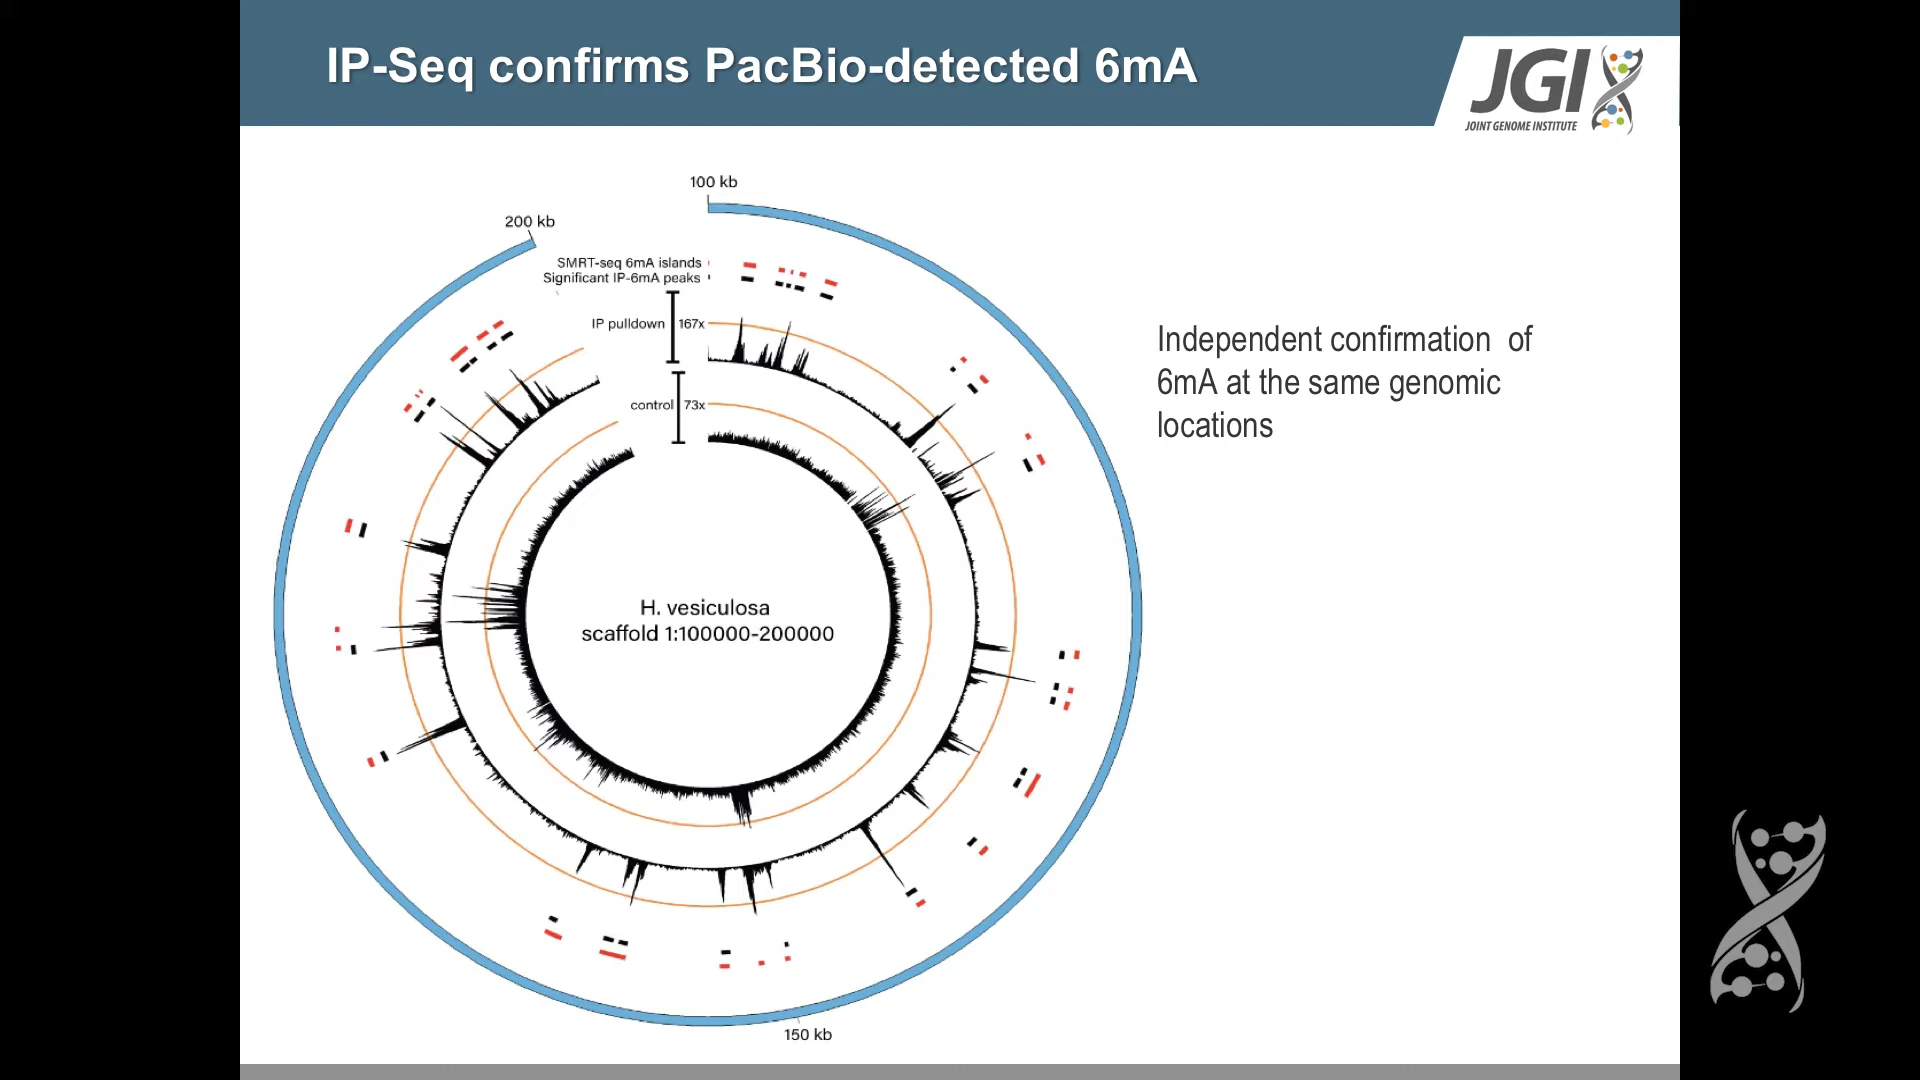 IP-Seq confirms PacBio-detected 6mA
JGI
JOINT GENOME INSTITUTE
100 kb
200 kb
SMRT-seq 6mA islands
Significant IP-6mA peaks
IP pulldown 167x
control 73x
H. vesiculosa
scaffold 1:100000-200000
150 kb
Independent confirmation of
6mA at the same genomic
locations